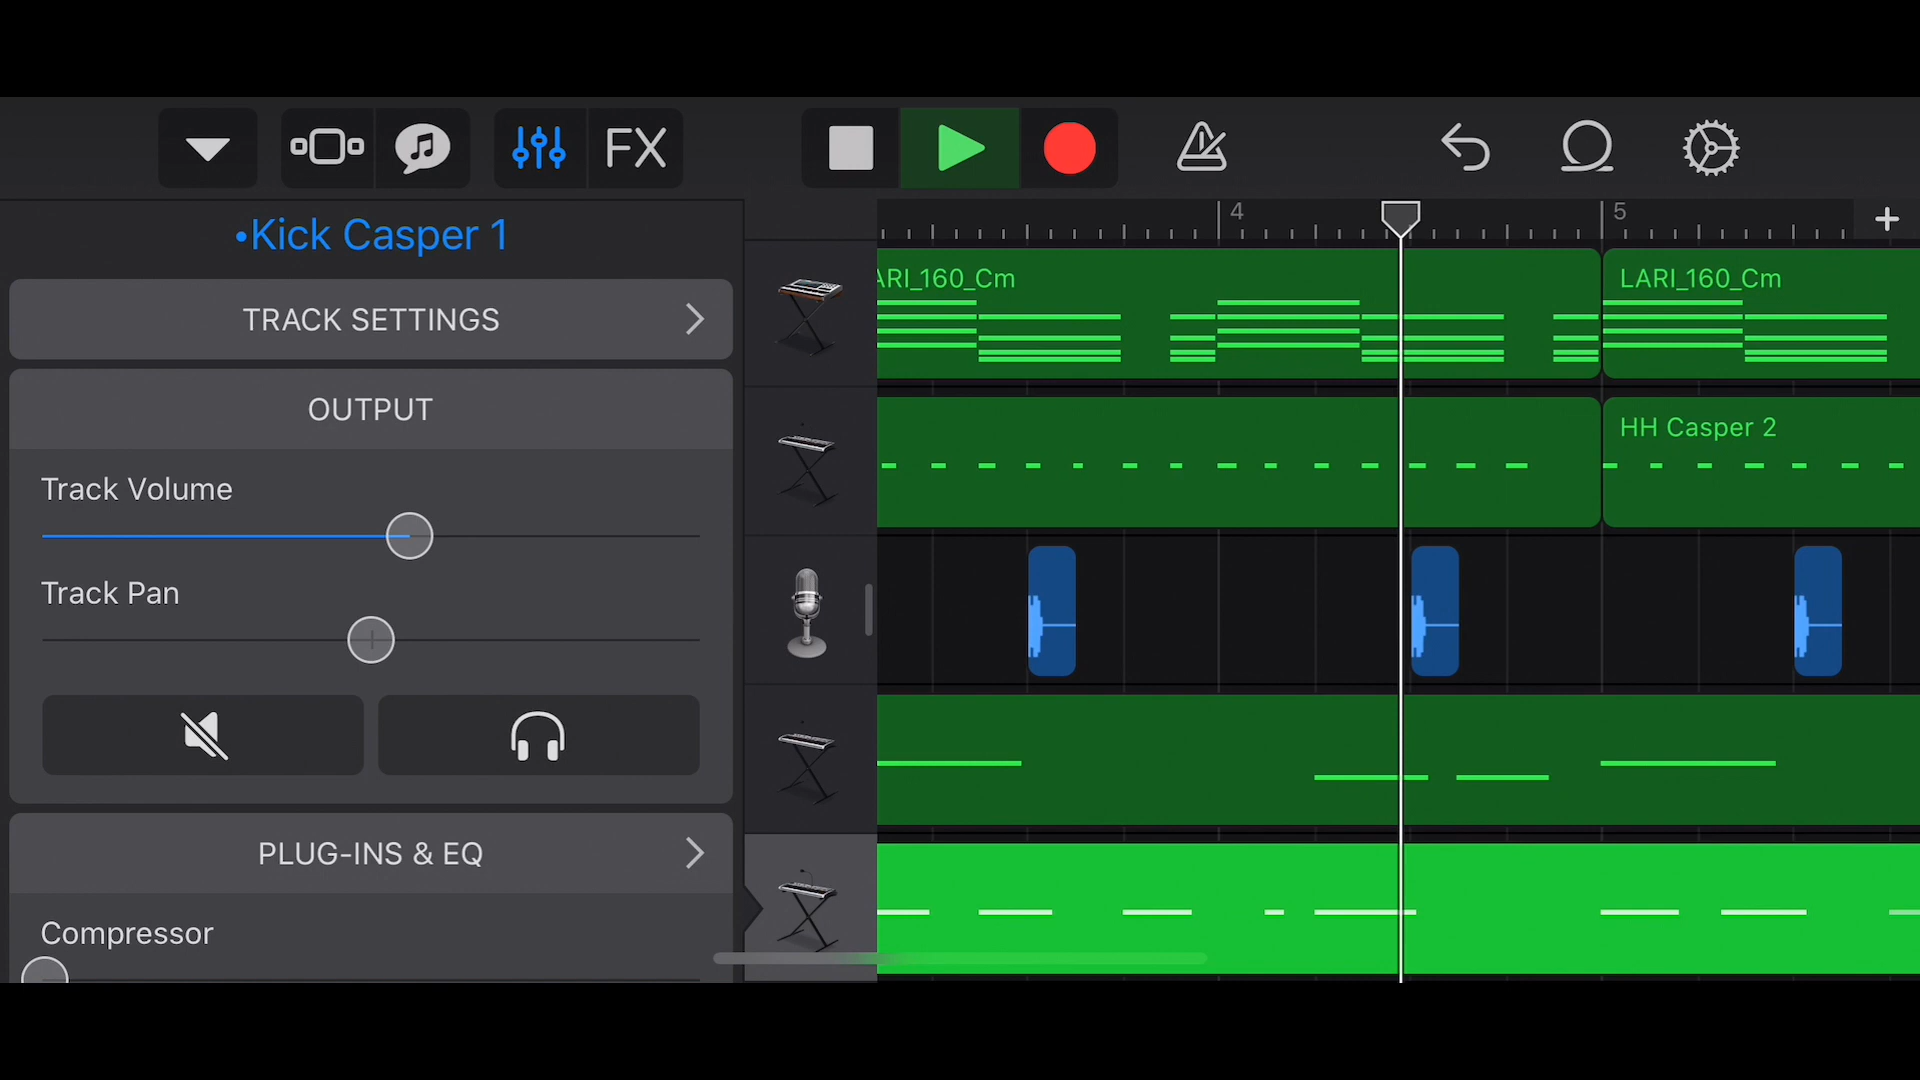 FX
•Kick Casper 1
4
5
TRACK SETTINGS
ARI_160_Cm
LARI_160_Cm
OUTPUT
HH Casper 2
Track Volume
Track Pan
PLUG-INS & EQ
Compressor